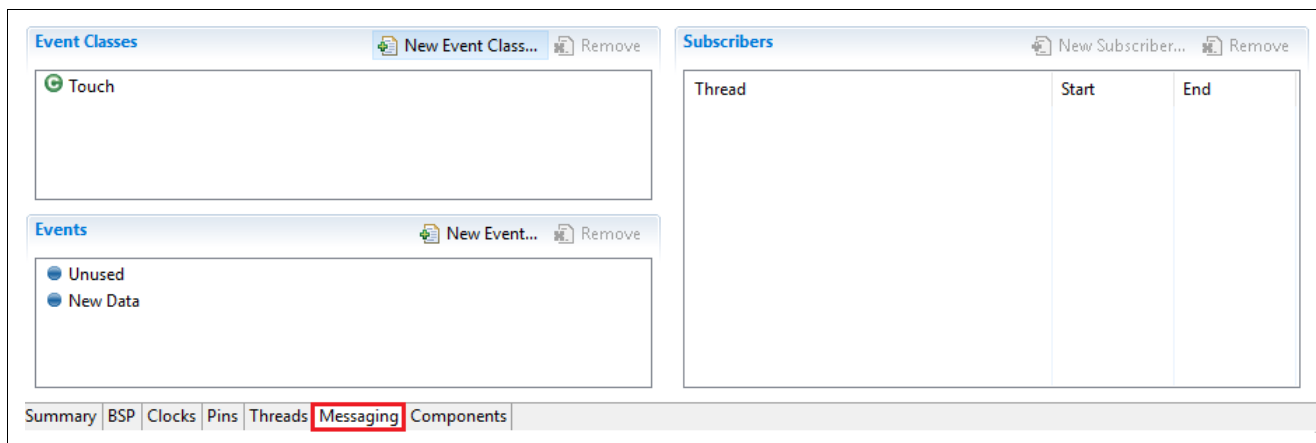 Event Classes
New Event Class... Remove
Touch
Events
New Event... Remove
Unused
New Data
Subscribers
New Subscriber... Remove
Thread Start End
Summary BSP Clocks Pins Threads Messaging Components